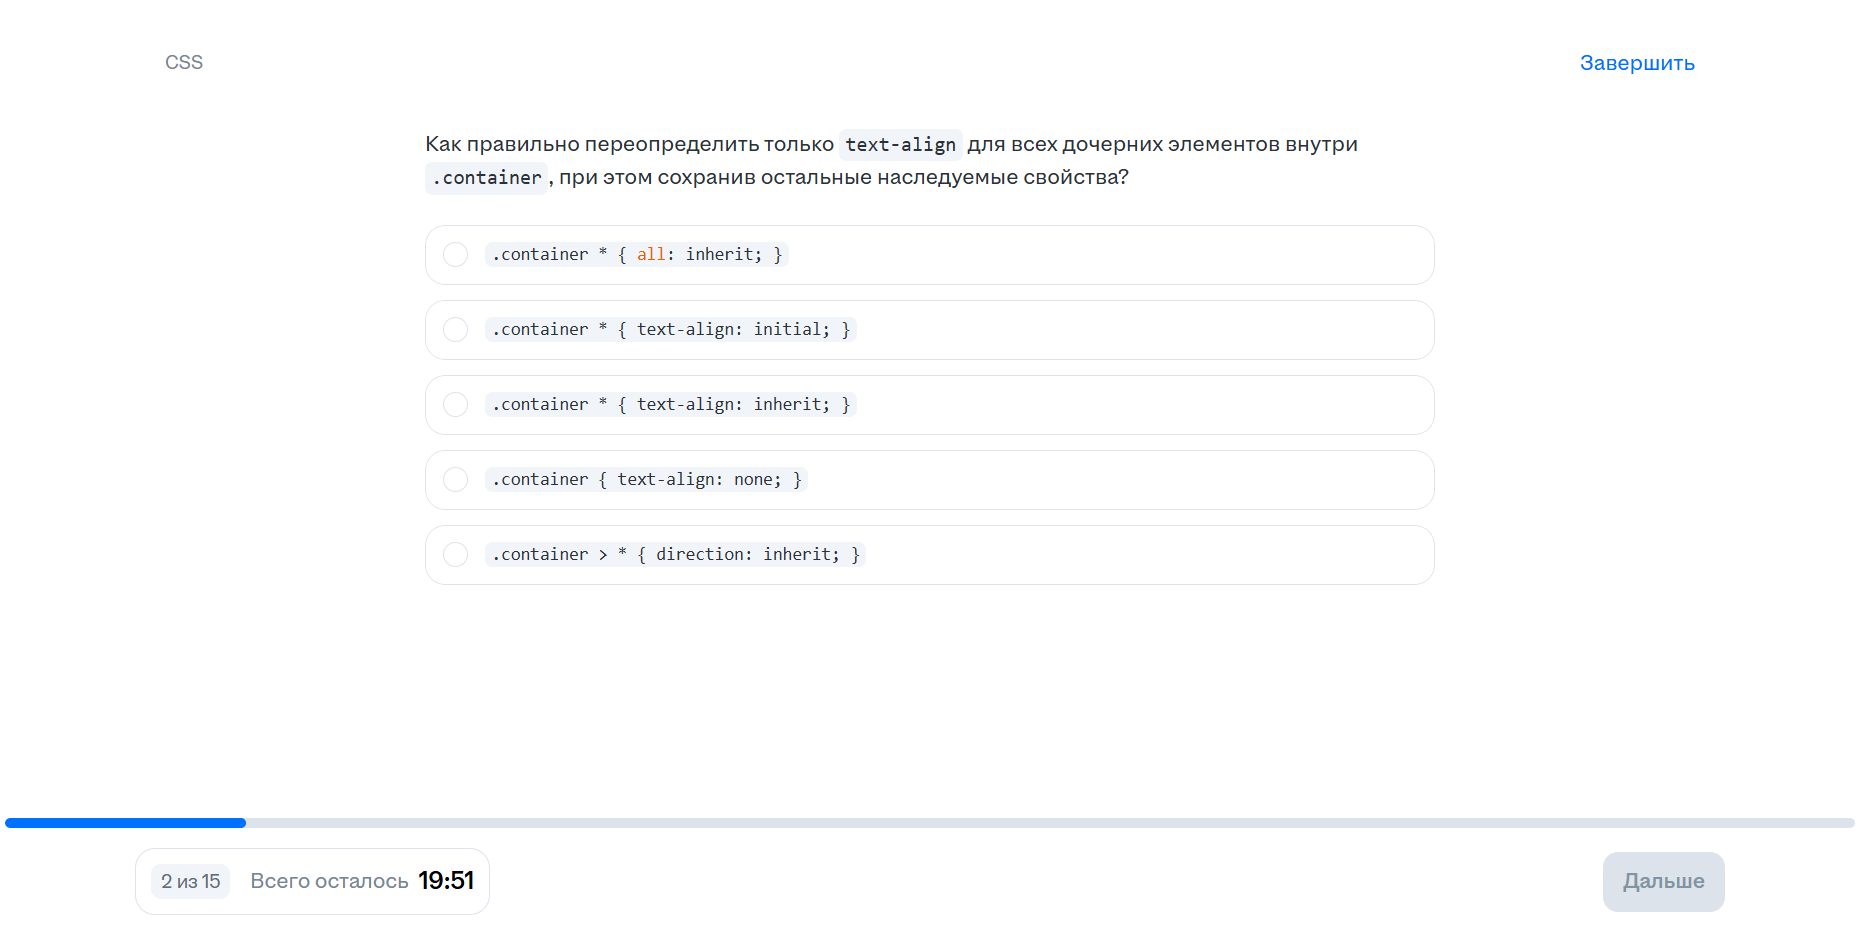 CSS
Завершить
Как правильно переопределить только text-align для всех дочерних элементов внутри
.container, при этом сохранив остальные наследуемые свойства?
.container * { all: inherit; }
.container * { text-align: initial; }
.container * { text-align: inherit; }
.container { text-align: none; }
.container > * { direction: inherit; }
2 из 15 Всего осталось 19:51
Дальше